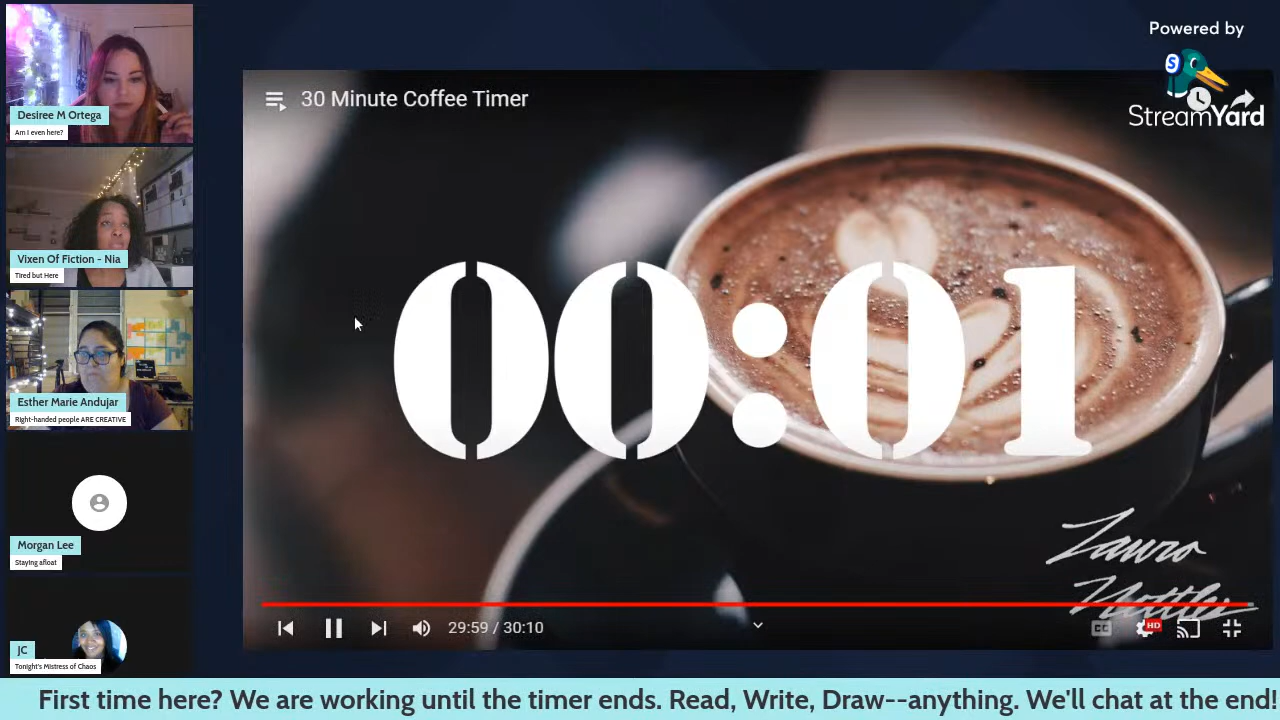 Powered by
S
StreamYard
Desiree M Ortega
Am I even here?
Vixen Of Fiction - Nia
Tired but Here
Esther Marie Andujar
Right-handed people ARE CREATIVE
Morgan Lee
Staying afloat
JC
Tonight's Mistress of Chaos
30 Minute Coffee Timer
00:01
Lauro
29:59 / 30:10
CC
HD
First time here? We are working until the timer ends. Read, Write, Draw--anything. We'll chat at the end!